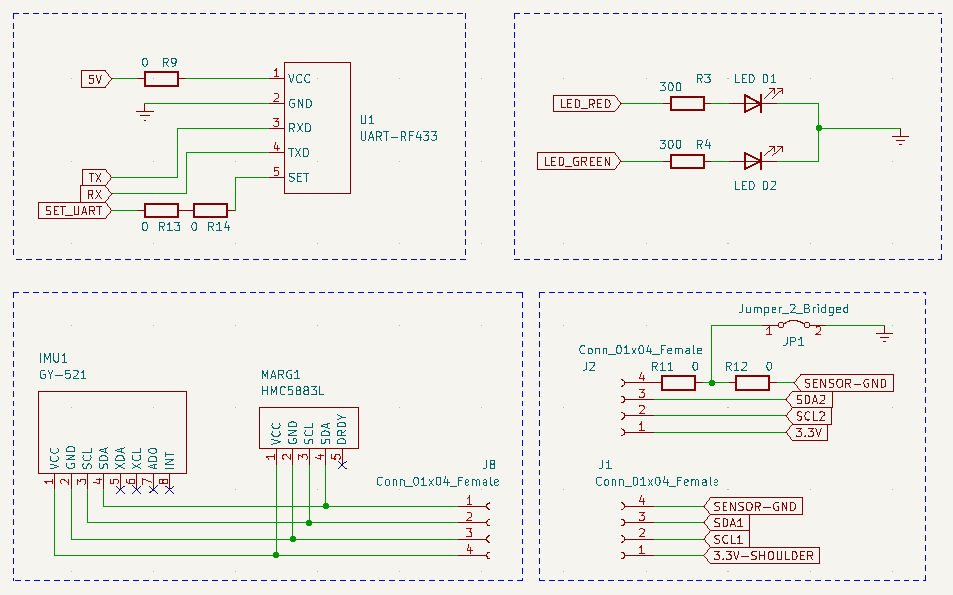 0 R9
5V
1 VCC
2 GND
3 RXD
4 TXD
5 SET
U1
UART-RF433
TX
RX
SET_UART
0 R13 0 R14
300 R3 LED D1
LED_RED
300 R4
LED_GREEN
LED D2
IMU1
GY-521
VCC
GND
SCL
SDA
XDA
XCL
ADO
INT
1
2
3
4
5
6
7
8
MARG1
HMC5883L
VCC
GND
SCL
SDA
DRDY
1
2
3
4
5
J8
Conn_01x04_Female
1
2
3
4
Jumper_2_Bridged
1 2
JP1
Conn_01x04_Female
J2 R11 0 R12 0
4 SENSOR-GND
3 SDA2
2 SCL2
1 3.3V
J1
Conn_01x04_Female
4 SENSOR-GND
3 SDA1
2 SCL1
1 3.3V-SHOULDER